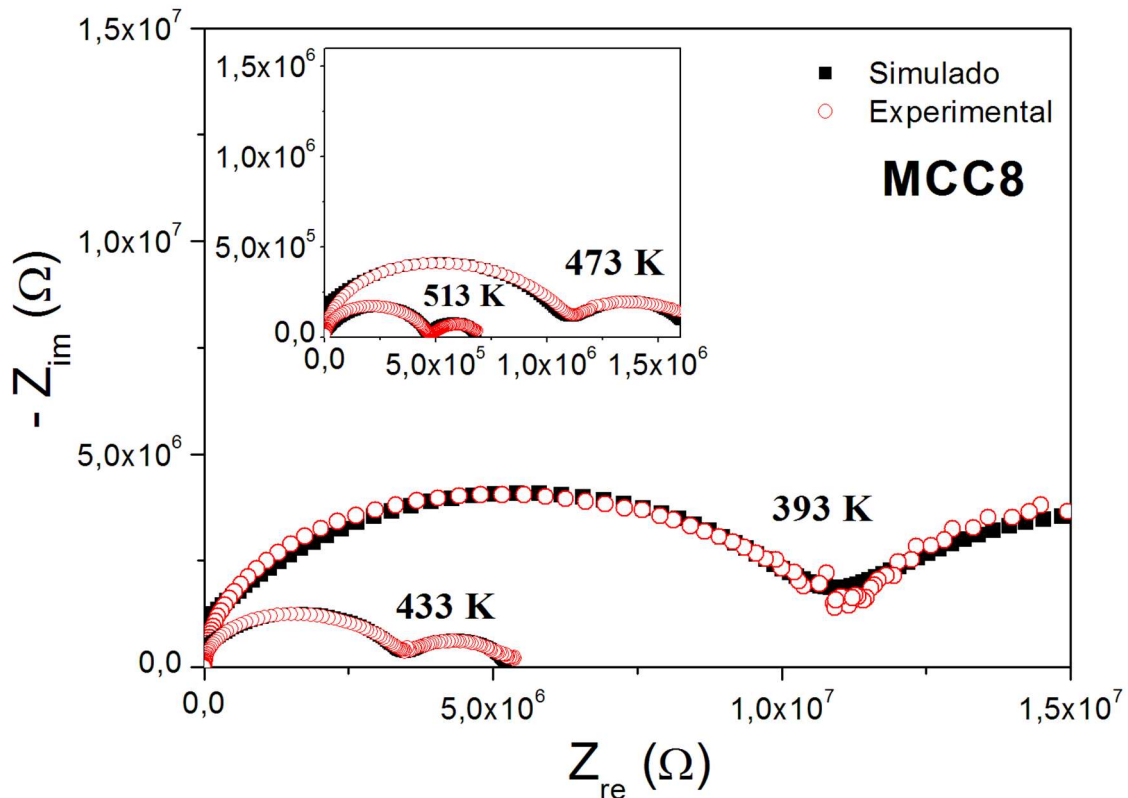 1,5x10⁷
1,0x10⁷
5,0x10⁶
0,0
- Z_im (Ω)
1,5x10⁶
1,0x10⁶
5,0x10⁵
0,0
473 K
513 K
0,0 5,0x10⁵ 1,0x10⁶ 1,5x10⁶
Simulado
Experimental
MCC8
393 K
433 K
0,0 5,0x10⁶ 1,0x10⁷ 1,5x10⁷
Z_re (Ω)